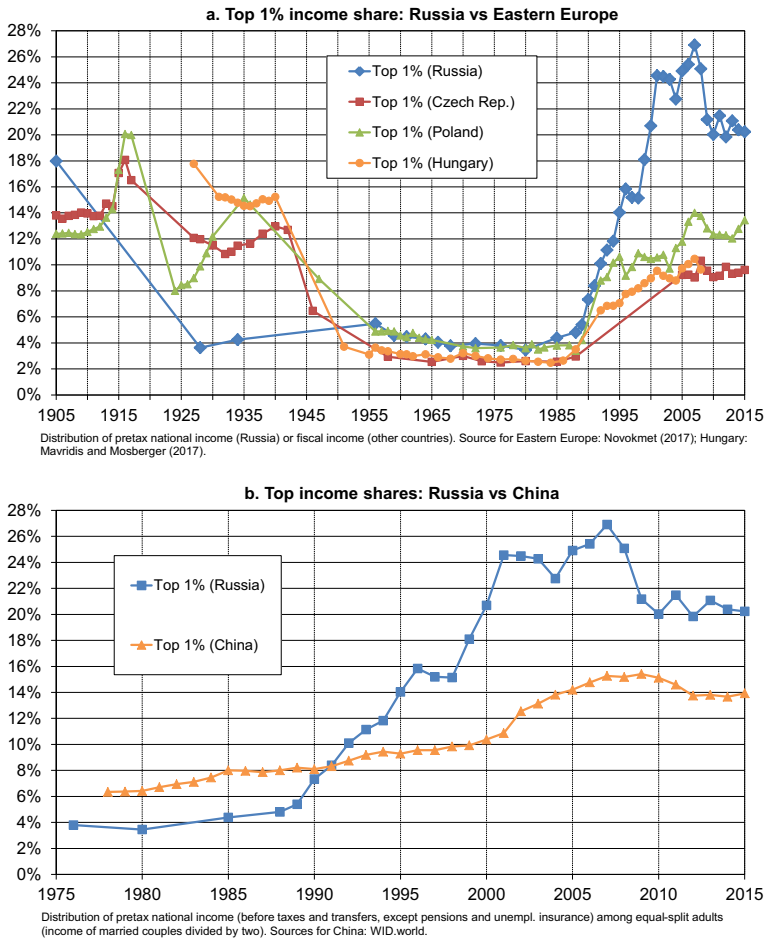 a. Top 1% income share: Russia vs Eastern Europe
28%
26%
24%
22%
20%
18%
16%
14%
12%
10%
8%
6%
4%
2%
0%
Top 1% (Russia)
Top 1% (Czech Rep.)
Top 1% (Poland)
Top 1% (Hungary)
1905 1915 1925 1935 1945 1955 1965 1975 1985 1995 2005 2015
Distribution of pretax national income (Russia) or fiscal income (other countries). Source for Eastern Europe: Novokmet (2017); Hungary:
Mavridis and Mosberger (2017).
b. Top income shares: Russia vs China
28%
26%
24%
22%
20%
18%
16%
14%
12%
10%
8%
6%
4%
2%
0%
Top 1% (Russia)
Top 1% (China)
1975 1980 1985 1990 1995 2000 2005 2010 2015
Distribution of pretax national income (before taxes and transfers, except pensions and unempl. insurance) among equal-split adults
(income of married couples divided by two). Sources for China: WID.world.